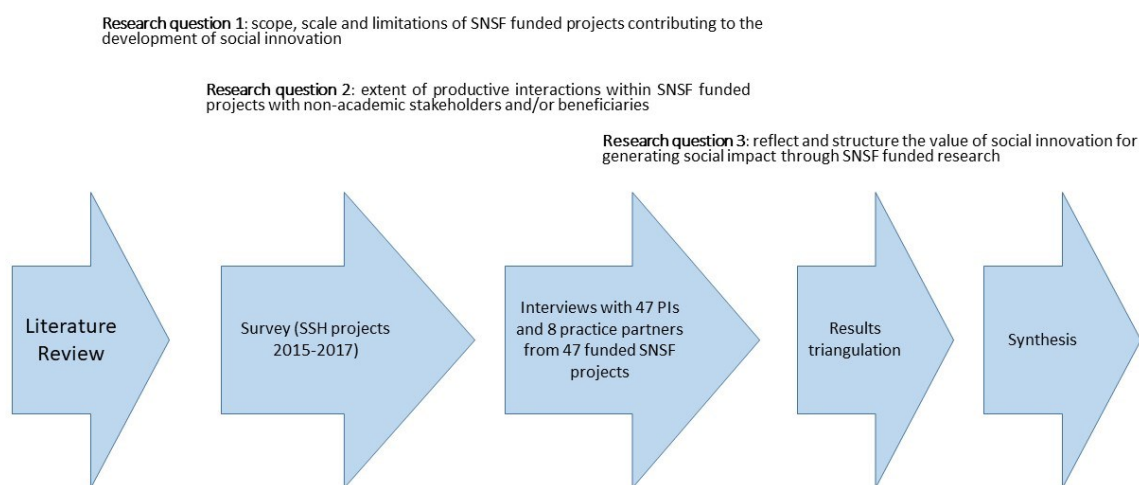 Research question 1: scope, scale and limitations of SNSF funded projects contributing to the
development of social innovation
Research question 2: extent of productive interactions within SNSF funded
projects with non-academic stakeholders and/or beneficiaries
Research question 3: reflect and structure the value of social innovation for
generating social impact through SNSF funded research
Literature
Review
Survey (SSH projects
2015-2017)
Interviews with 47 PIs
and 8 practice partners
from 47 funded SNSF
projects
Results
triangulation
Synthesis